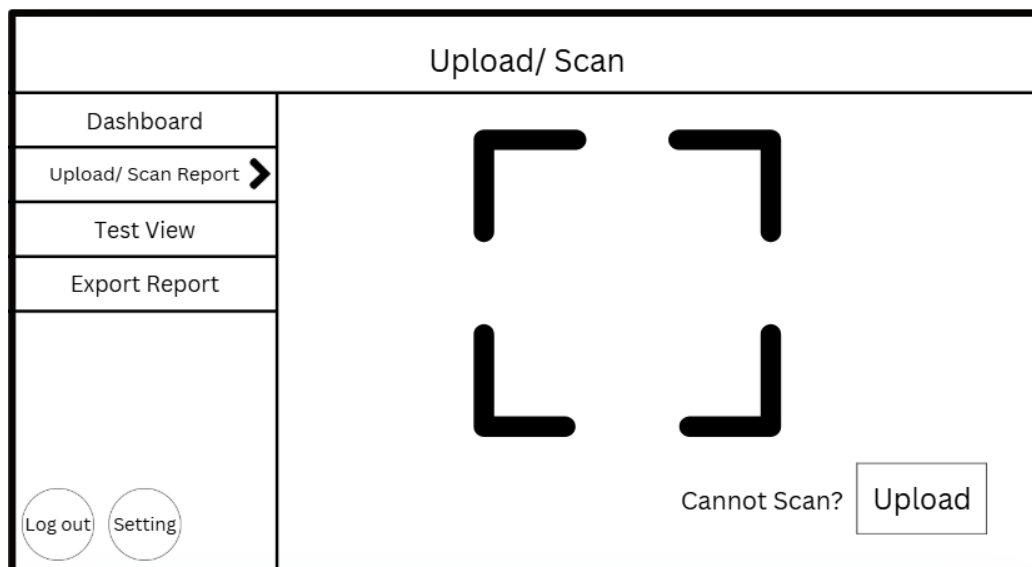 Upload/ Scan
Dashboard
Upload/ Scan Report
Test View
Export Report
Cannot Scan?
Upload
Log out
Setting